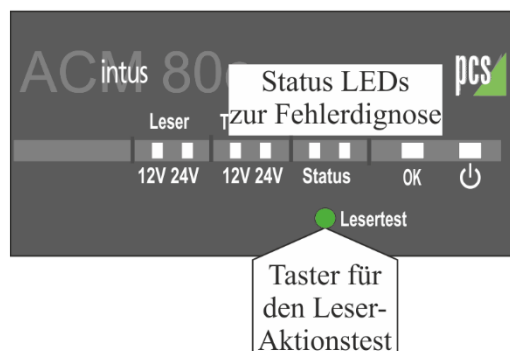 ACM 80e
intus
pcs
Status LEDs
zur Fehlerdignose
Leser
12V 24V 12V 24V Status OK
Lesertest
Taster für
den Leser-
Aktionstest